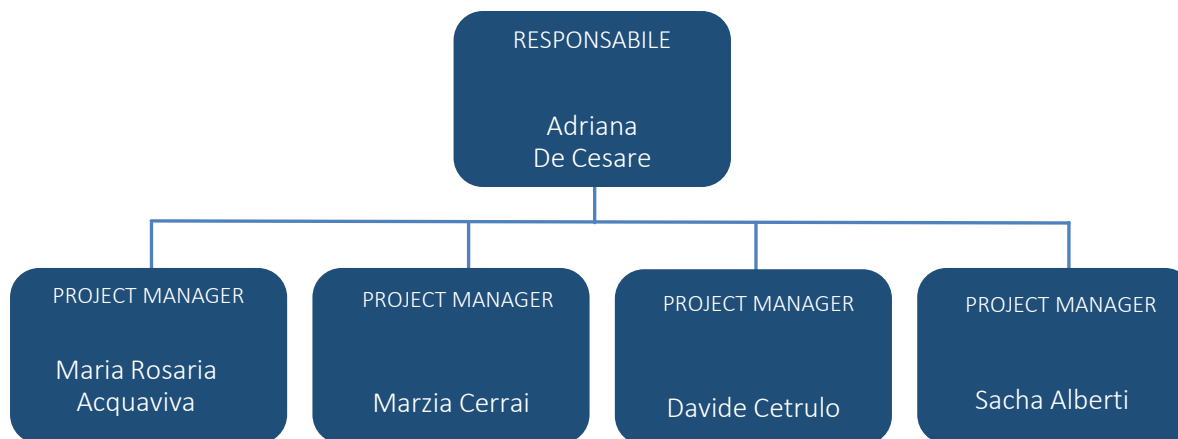 RESPONSABILE
Adriana
De Cesare
PROJECT MANAGER
Maria Rosaria
Acquaviva
PROJECT MANAGER
Marzia Cerrai
PROJECT MANAGER
Davide Cetrulo
PROJECT MANAGER
Sacha Alberti